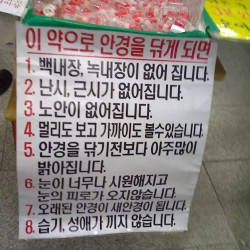 이 약으로 안경을 닦게 되면
1. 백내장, 녹내장이 없어 집니다.
2. 난시, 근시가 없어집니다.
3. 노안이 없어집니다.
4. 멀리도 보고 가까이도 볼수있습니다.
5. 안경을 닦기전보다 아주많이
밝아집니다.
6. 눈이 너무나 시원해지고
눈의 피로가 오지않습니다.
7. 오래된 안경이 새안경이 됩니다.
8. 습기, 성애가 끼지 않습니다.